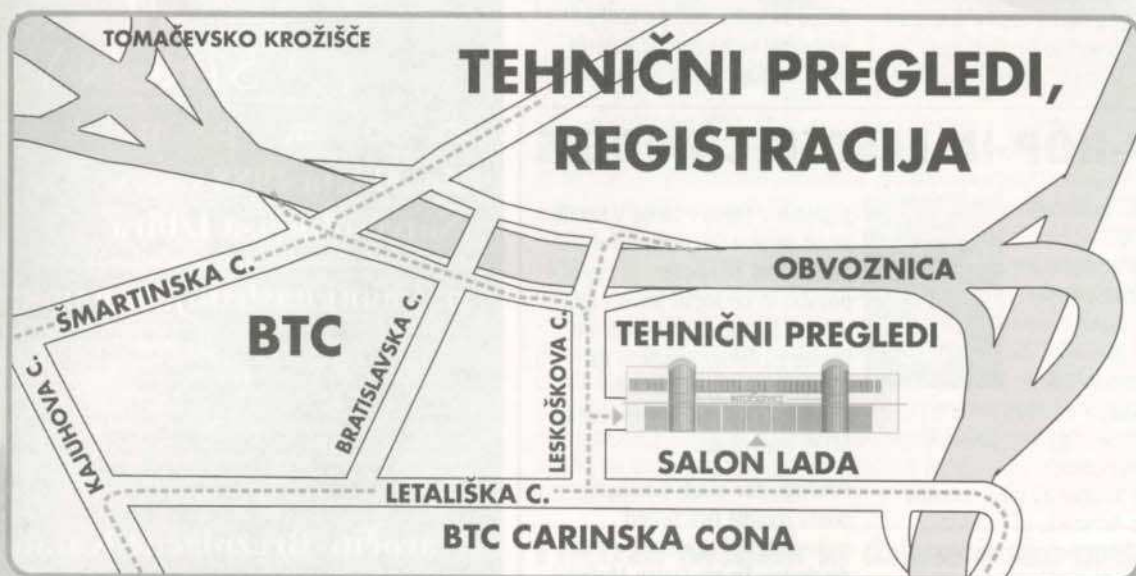 TOMAČEVSKO KROŽIŠČE
TEHNIČNI PREGLEDI,
REGISTRACIJA
OBVOZNICA
ŠMARTINSKA C.
BTC
BRATISLAVSKA C.
LESKOŠKOVA C.
TEHNIČNI PREGLEDI
KAJUHOVA C.
SALON LADA
LETALIŠKA C.
BTC CARINSKA CONA